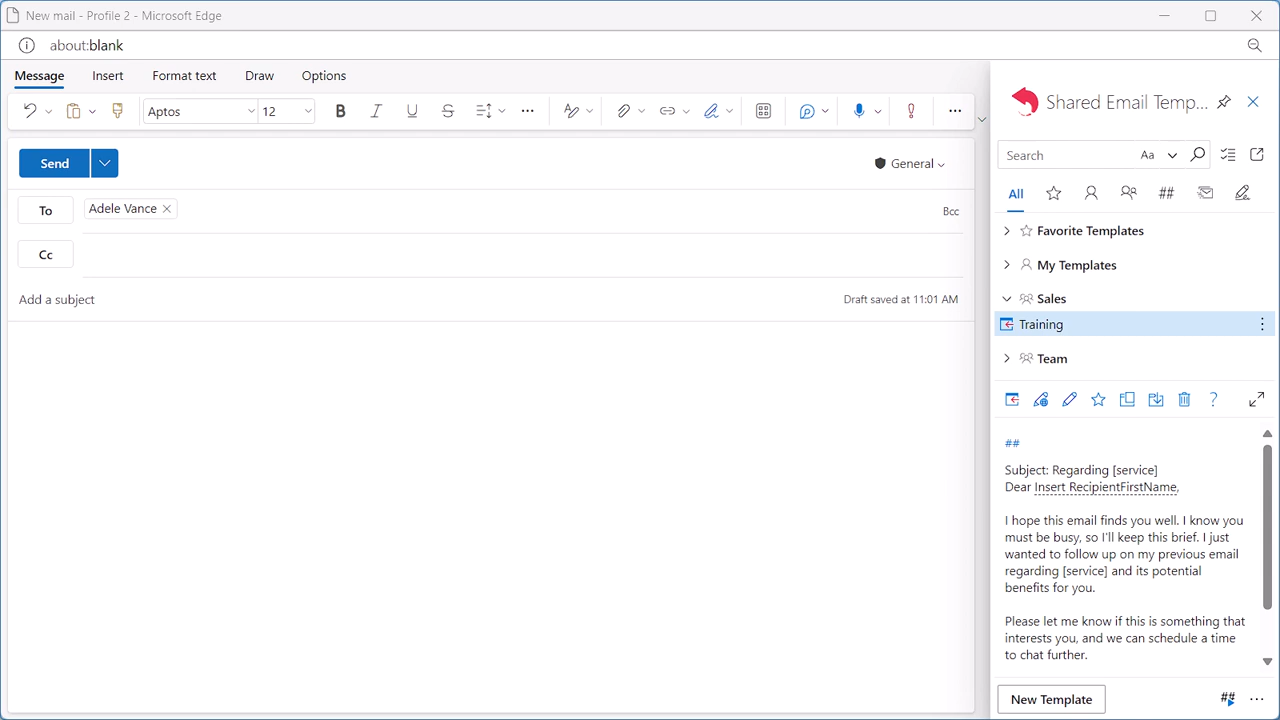 New mail - Profile 2 - Microsoft Edge
about:blank
Message Insert Format text Draw Options
Aptos 12 B I U S
Send
General
To Adele Vance Bcc
Cc
Add a subject Draft saved at 11:01 AM
Shared Email Temp...
Search Aa
All ##
Favorite Templates
My Templates
Sales
Training
Team
?
##
Subject: Regarding [service]
Dear Insert RecipientFirstName,
I hope this email finds you well. I know you
must be busy, so I'll keep this brief. I just
wanted to follow up on my previous email
regarding [service] and its potential
benefits for you.
Please let me know if this is something that
interests you, and we can schedule a time
to chat further.
New Template ##